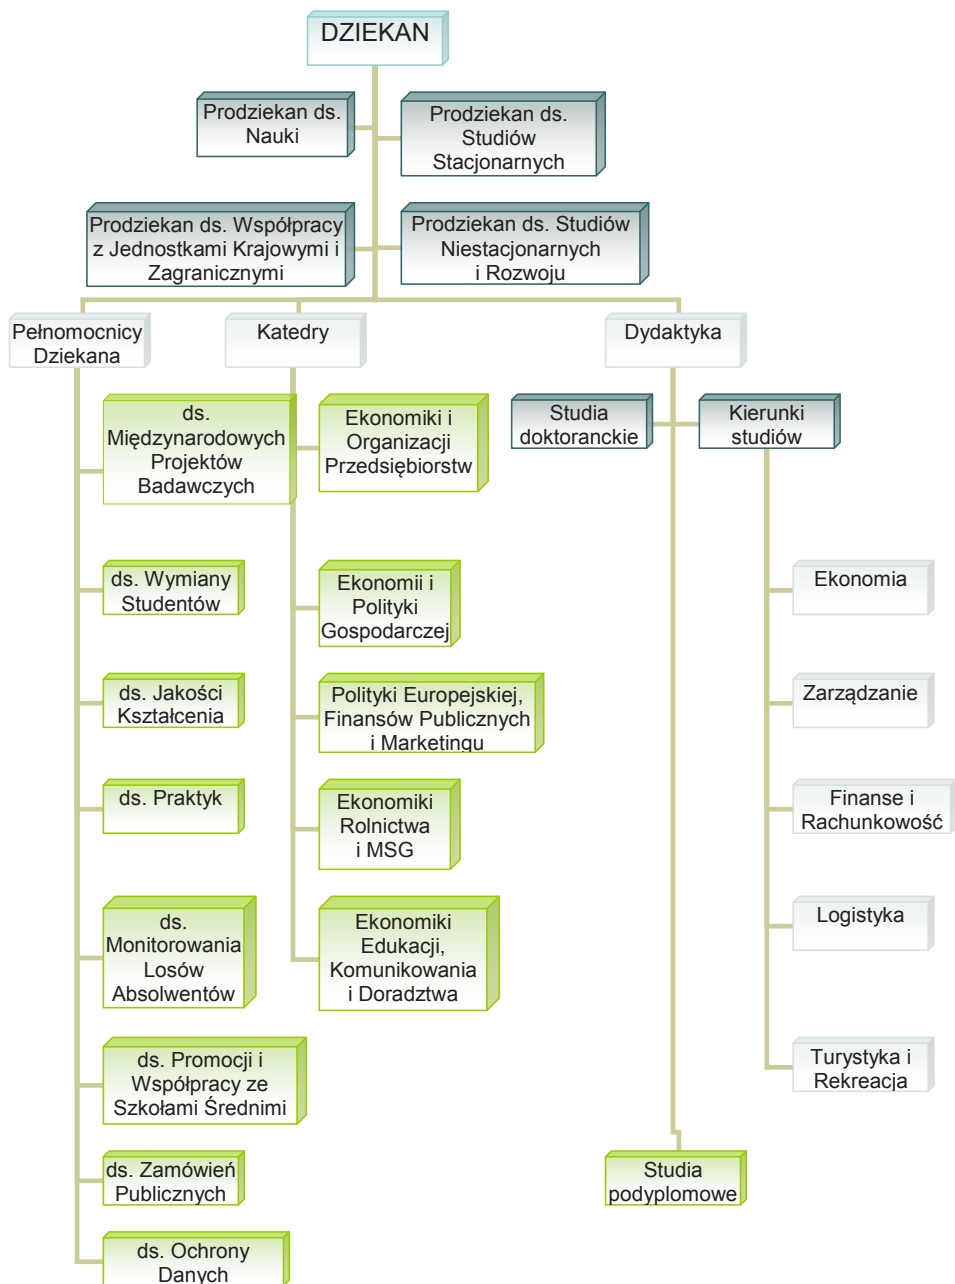 DZIEKAN
Prodziekan ds.
Nauki
Prodziekan ds.
Studiów
Stacjonarnych
Prodziekan ds. Współpracy
z Jednostkami Krajowymi i
Zagranicznymi
Prodziekan ds. Studiów
Niestacjonarnych
i Rozwoju
Pełnomocnicy
Dziekana
Katedry
Dydaktyka
ds.
Międzynarodowych
Projektów
Badawczych
ds. Wymiany
Studentów
ds. Jakości
Kształcenia
ds. Praktyk
ds.
Monitorowania
Losów
Absolwentów
ds. Promocji i
Współpracy ze
Szkołami Średnimi
ds. Zamówień
Publicznych
ds. Ochrony
Danych
Ekonomiki i
Organizacji
Przedsiębiorstw
Ekonomii i
Polityki
Gospodarczej
Polityki Europejskiej,
Finansów Publicznych
i Marketingu
Ekonomiki
Rolnictwa
i MSG
Ekonomiki
Edukacji,
Komunikowania
i Doradztwa
Studia
doktoranckie
Kierunki
studiów
Ekonomia
Zarządzanie
Finanse i
Rachunkowość
Logistyka
Turystyka i
Rekreacja
Studia
podyplomowe